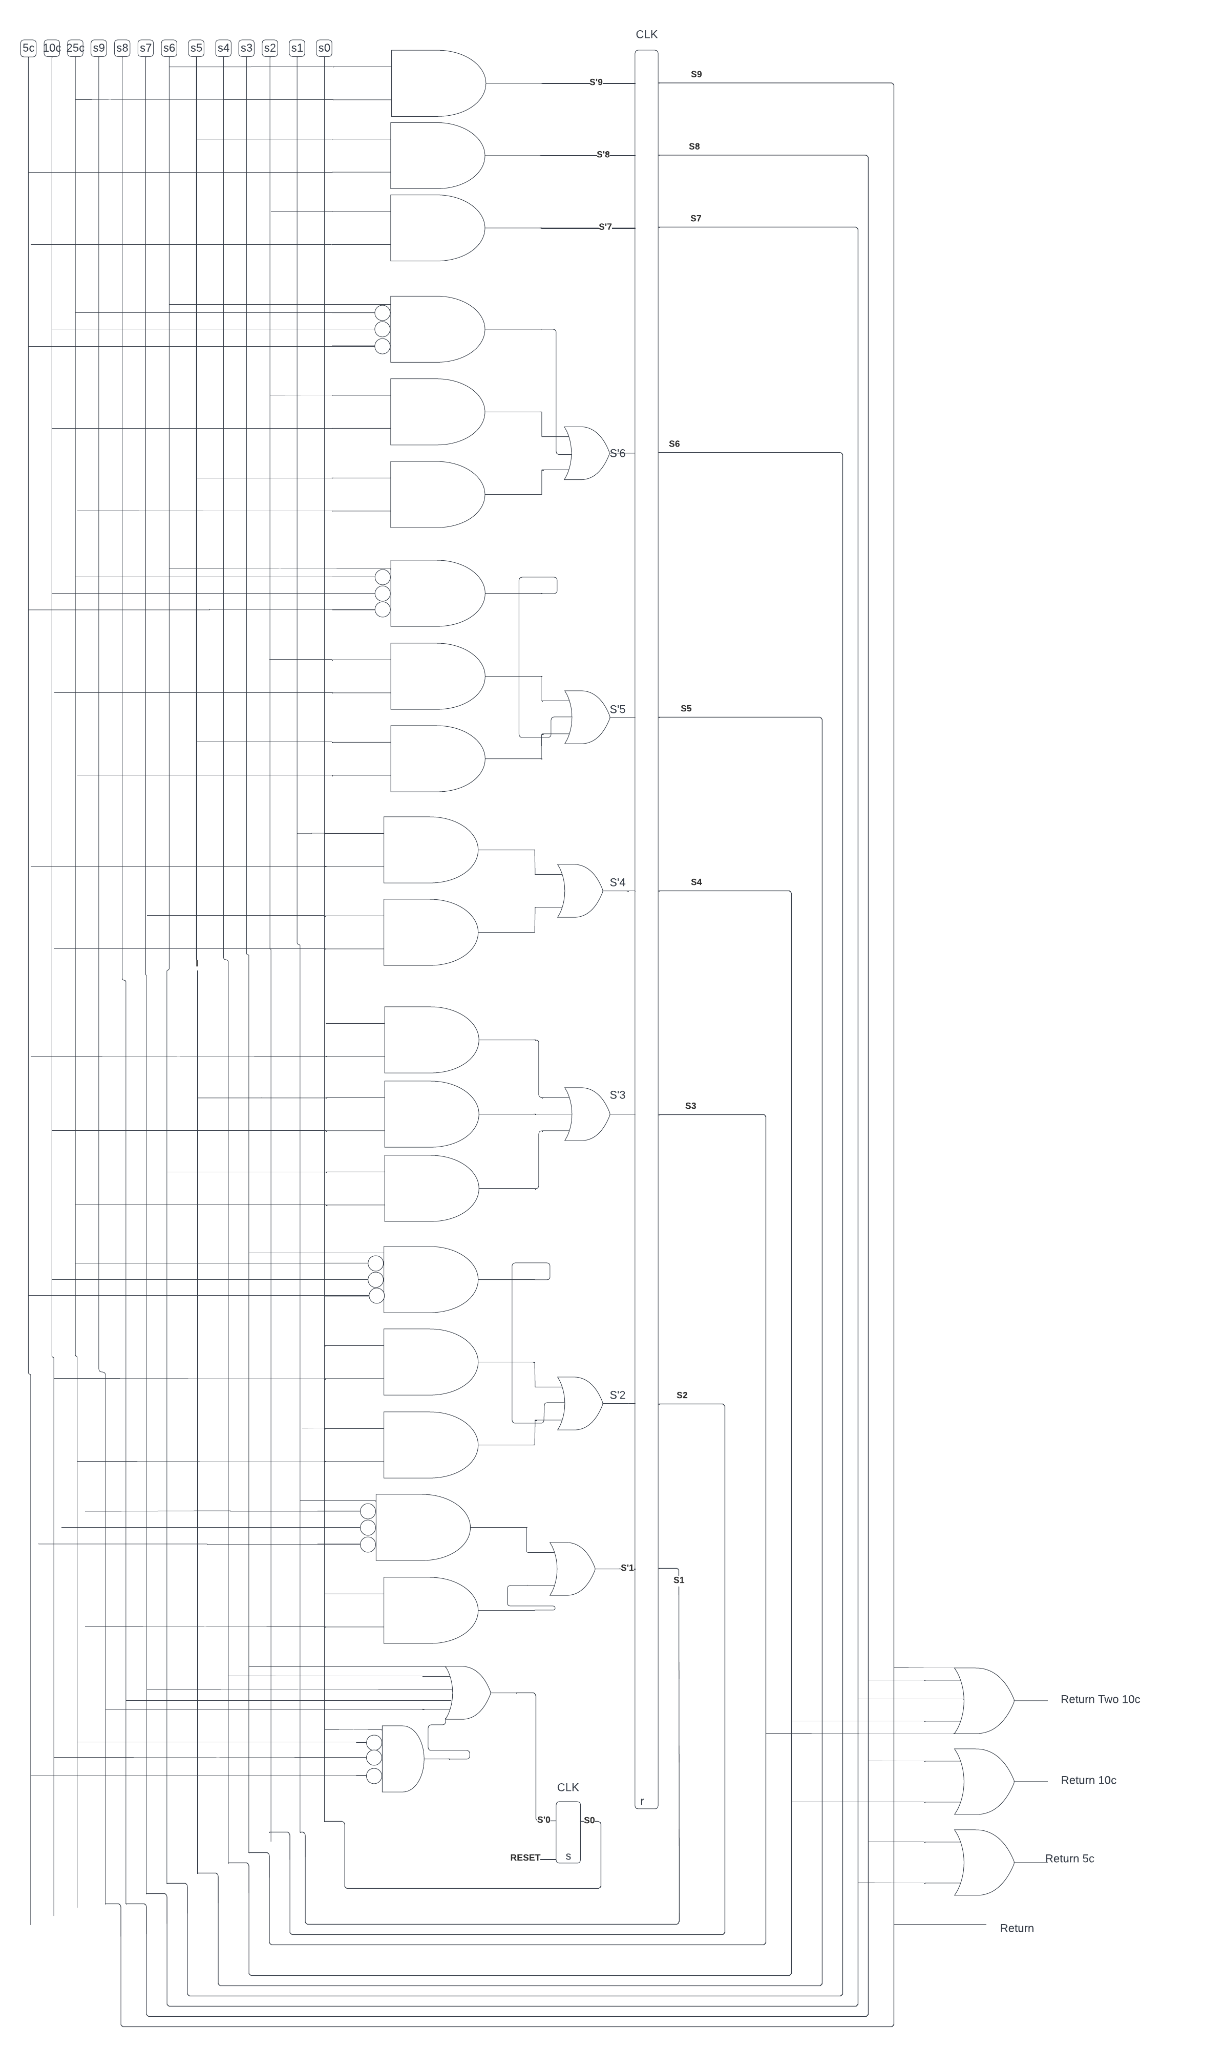 CLK
5c 10c 25c s9 s8 s7 s6 s5 s4 s3 s2 s1 s0
S'9 S9
S'8 S8
S'7 S7
S'6 S6
S'5 S5
S'4 S4
S'3 S3
S'2 S2
S'1 S1
Return Two 10c
Return 10c
CLK
r
S'0 S0
RESET S
Return 5c
Return